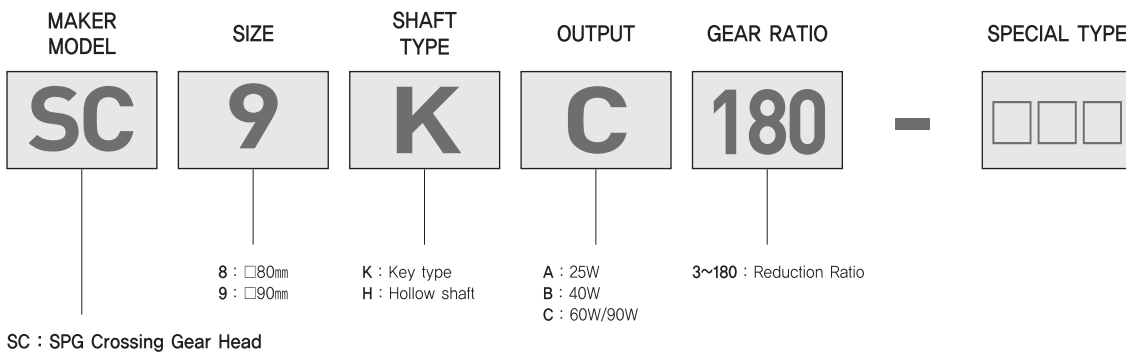 MAKER
MODEL
SIZE
SHAFT
TYPE
OUTPUT
GEAR RATIO
SPECIAL TYPE
SC 9 K C 180 - □□□
8 : □80㎜
9 : □90㎜
K : Key type
H : Hollow shaft
A : 25W
B : 40W
C : 60W/90W
3~180 : Reduction Ratio
SC : SPG Crossing Gear Head